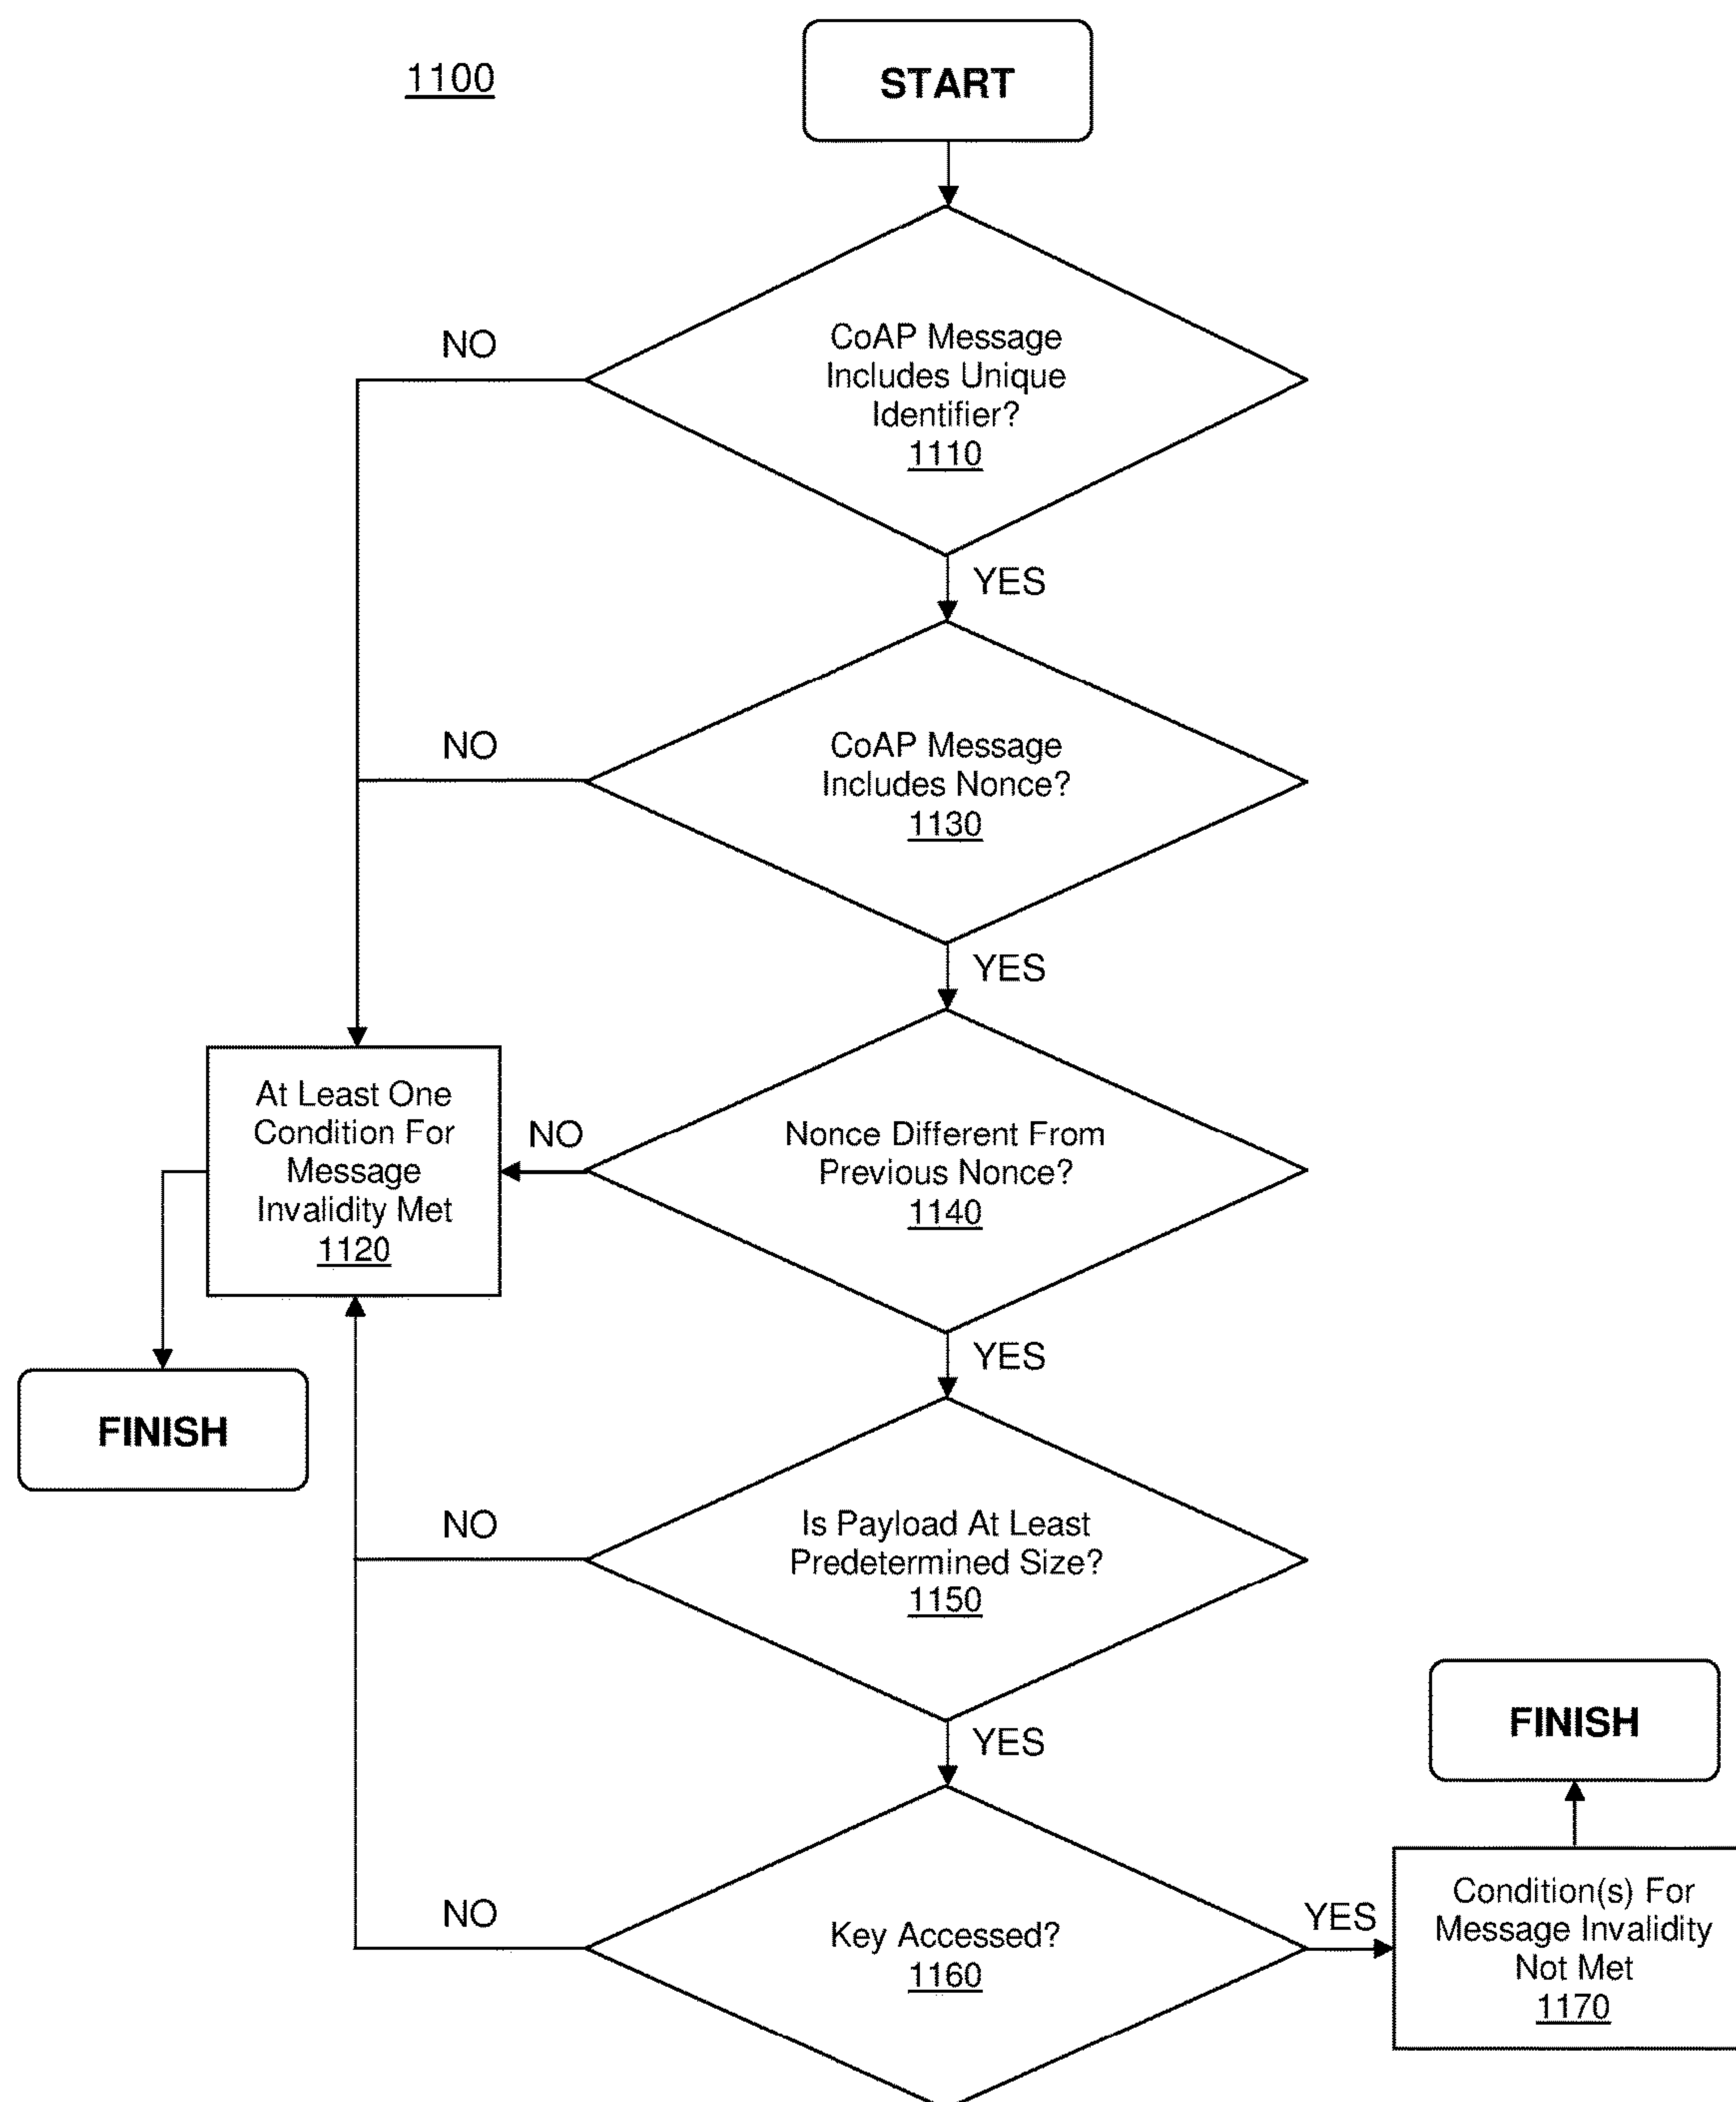 1100
START
CoAP Message
Includes Unique
Identifier?
1110
NO
YES
CoAP Message
Includes Nonce?
1130
NO
YES
At Least One
Condition For
Message
Invalidity Met
1120
NO
Nonce Different From
Previous Nonce?
1140
YES
FINISH
NO
Is Payload At Least
Predetermined Size?
1150
YES
FINISH
NO
Key Accessed?
1160
YES
Condition(s) For
Message Invalidity
Not Met
1170